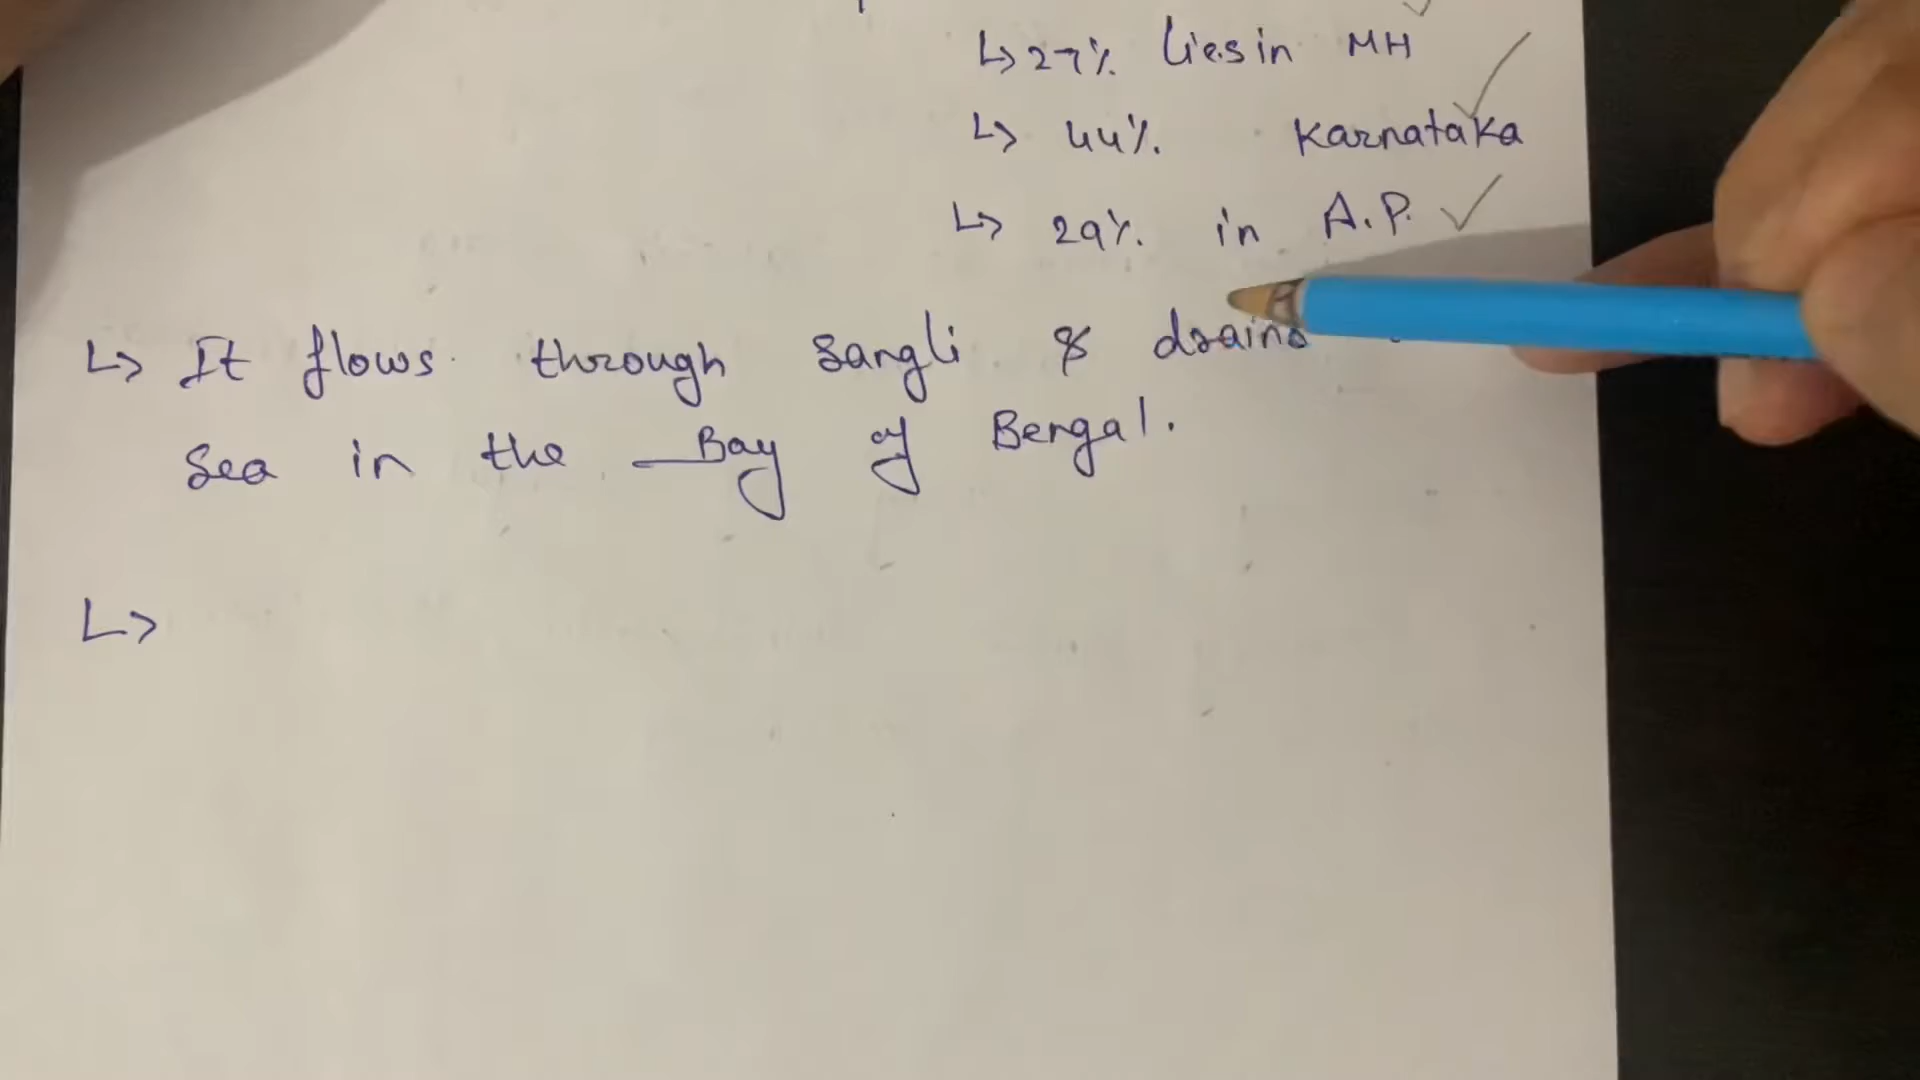 ↳ 27% lies in MH
↳ 44% Karnataka
↳ 29% in A.P.
↳ It flows through Sangli & drains
Sea in the Bay of Bengal.
↳